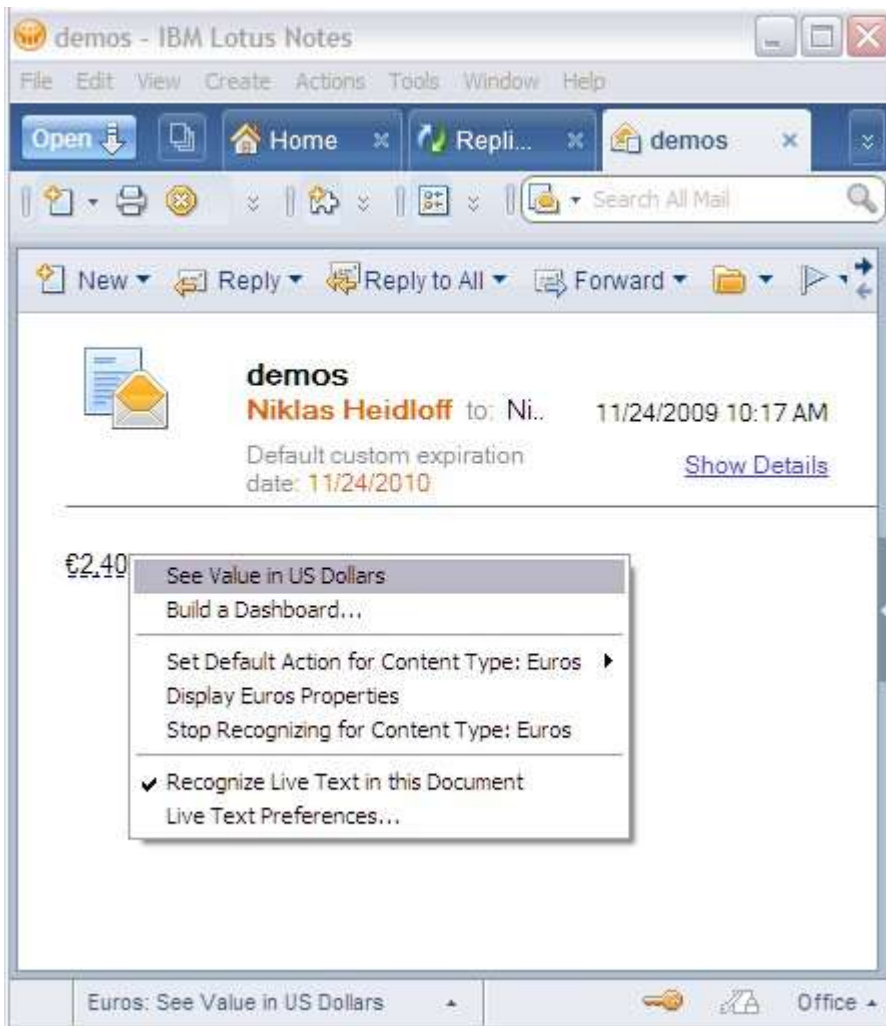 demos - IBM Lotus Notes
File Edit View Create Actions Tools Window Help
Open Home Repli... demos
Search All Mail
New Reply Reply to All Forward
demos
Niklas Heidloff to: Ni.. 11/24/2009 10:17 AM
Default custom expiration
date: 11/24/2010
Show Details
€2.40
See Value in US Dollars
Build a Dashboard...
Set Default Action for Content Type: Euros
Display Euros Properties
Stop Recognizing for Content Type: Euros
Recognize Live Text in this Document
Live Text Preferences...
Euros: See Value in US Dollars Office